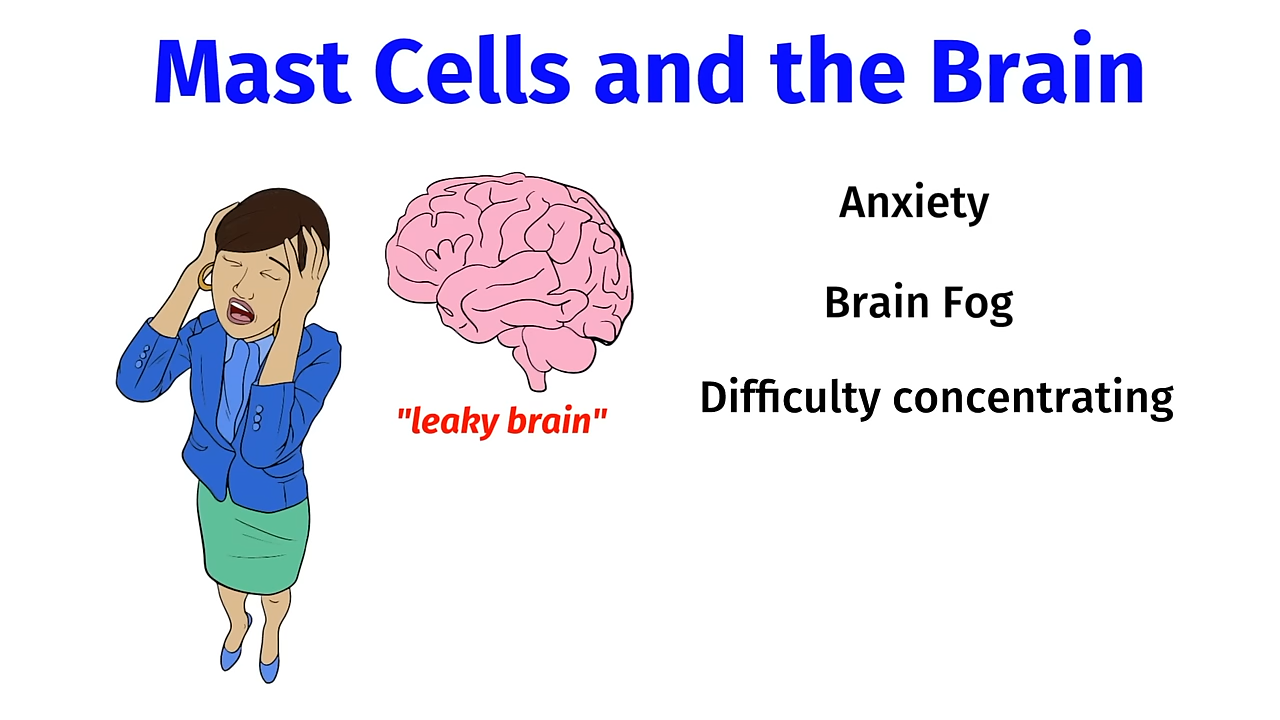 Mast Cells and the Brain
Anxiety
Brain Fog
Difficulty concentrating
"leaky brain"